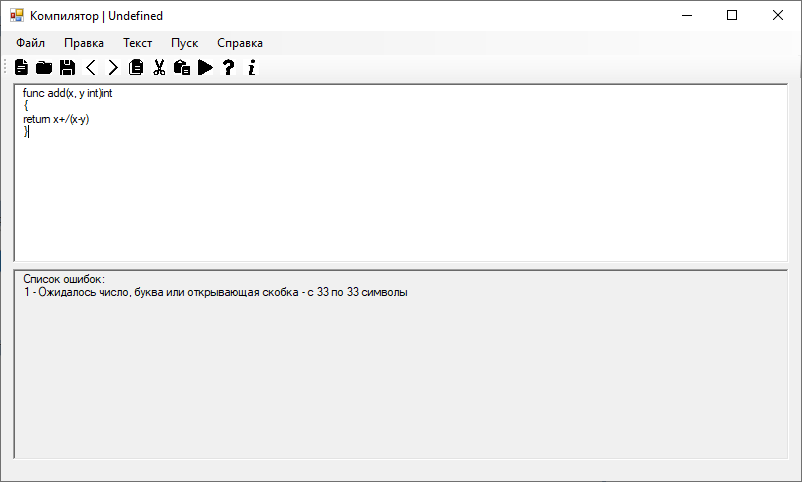 Компилятор | Undefined
Файл Правка Текст Пуск Справка
func add(x, y int)int
{
return x+/(x-y)
}
Список ошибок:
1 - Ожидалось число, буква или открывающая скобка - с 33 по 33 символы